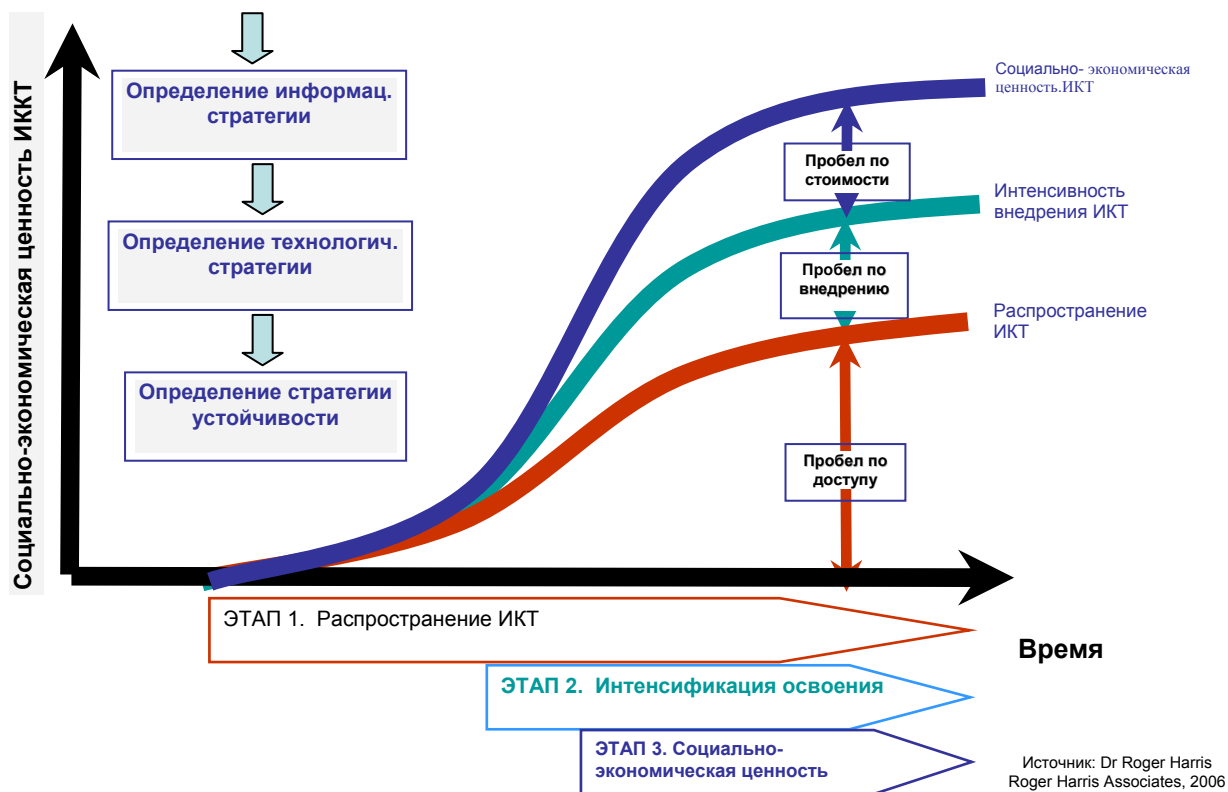 Социально-экономическая ценность ИККТ
Определение информац.
стратегии
Определение технологич.
стратегии
Определение стратегии
устойчивости
Социально- экономическая
ценность.ИКТ
Пробел по
стоимости
Интенсивность
внедрения ИКТ
Пробел по
внедрению
Распространение
ИКТ
Пробел по
доступу
ЭТАП 1. Распространение ИКТ
Время
ЭТАП 2. Интенсификация освоения
ЭТАП 3. Социально-
экономическая ценность
Источник: Dr Roger Harris
Roger Harris Associates, 2006